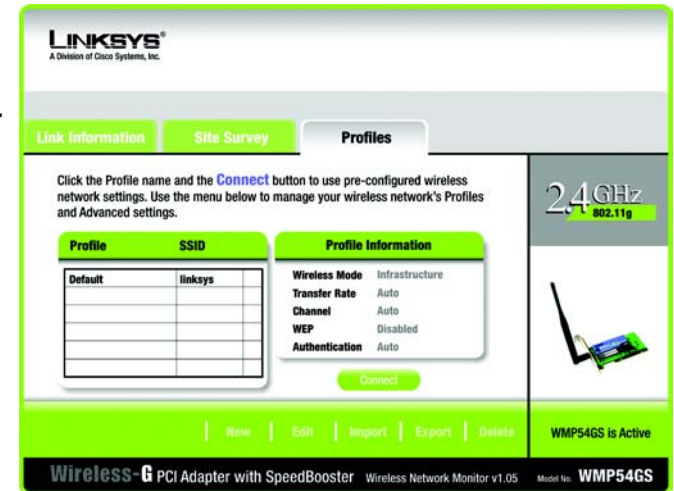 LINKSYS®
A Division of Cisco Systems, Inc.
Link Information
Site Survey
Profiles
Click the Profile name and the Connect button to use pre-configured wireless
network settings. Use the menu below to manage your wireless network's Profiles
and Advanced settings.
2,4 GHz
802.11g
Profile SSID
Default linksys
Profile Information
Wireless Mode Infrastructure
Transfer Rate Auto
Channel Auto
WEP Disabled
Authentication Auto
Connect
New | Edit | Import | Export | Delete
WMP54GS is Active
Wireless-G PCI Adapter with SpeedBooster Wireless Network Monitor v1.05
Model No. WMP54GS